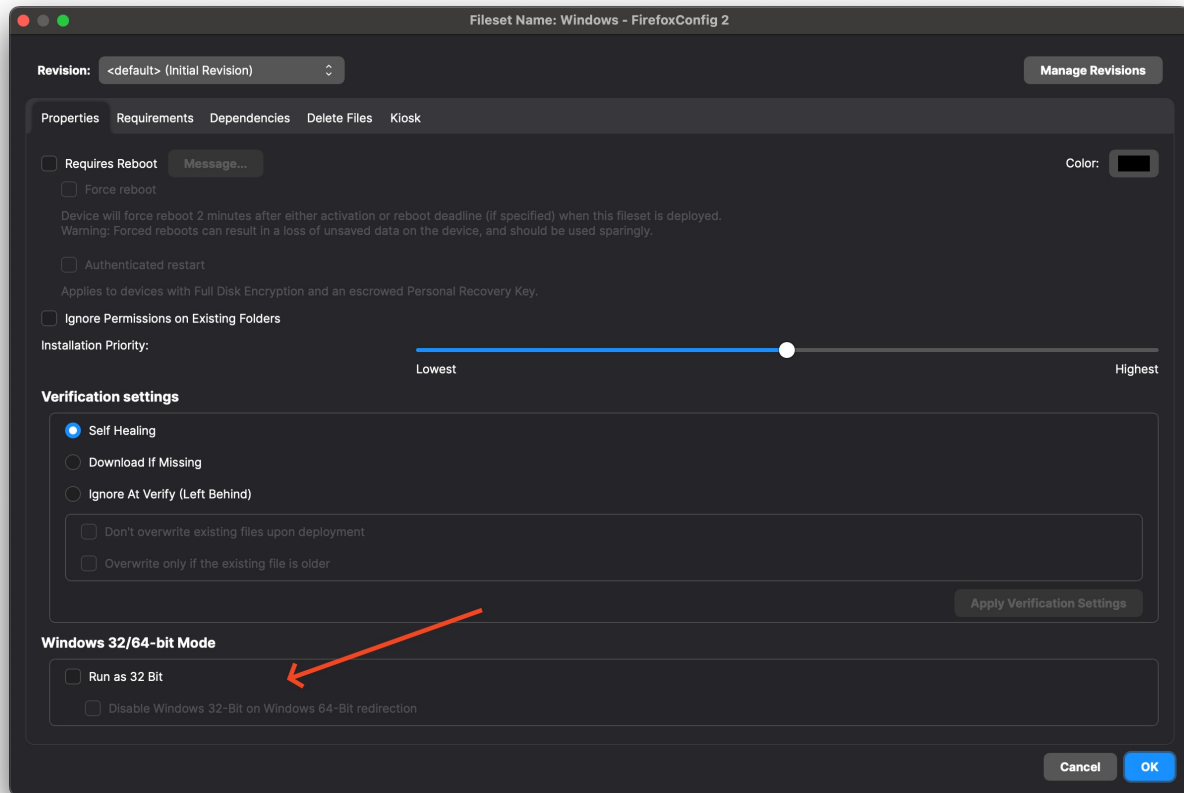 Fileset Name: Windows - FirefoxConfig 2
Revision: <default> (Initial Revision) Manage Revisions
Properties Requirements Dependencies Delete Files Kiosk
Requires Reboot Message... Color:
Force reboot
Device will force reboot 2 minutes after either activation or reboot deadline (if specified) when this fileset is deployed.
Warning: Forced reboots can result in a loss of unsaved data on the device, and should be used sparingly.
Authenticated restart
Applies to devices with Full Disk Encryption and an escrowed Personal Recovery Key.
Ignore Permissions on Existing Folders
Installation Priority:
Lowest Highest
Verification settings
Self Healing
Download If Missing
Ignore At Verify (Left Behind)
Don't overwrite existing files upon deployment
Overwrite only if the existing file is older
Apply Verification Settings
Windows 32/64-bit Mode
Run as 32 Bit
Disable Windows 32-Bit on Windows 64-Bit redirection
Cancel OK